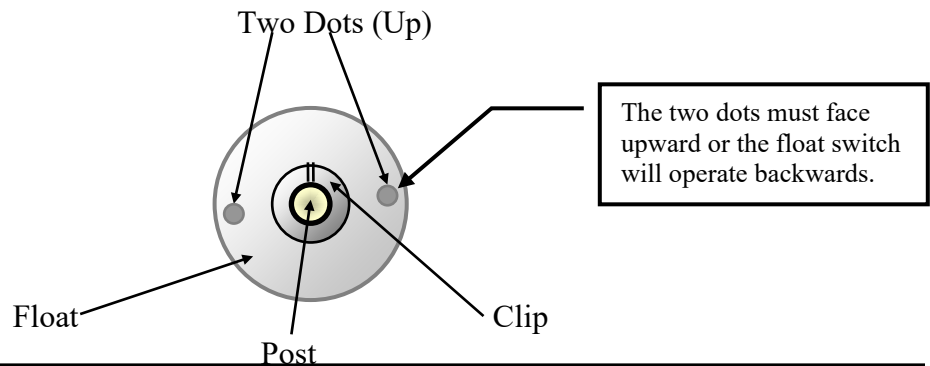 Two Dots (Up)
The two dots must face
upward or the float switch
will operate backwards.
Float
Clip
Post